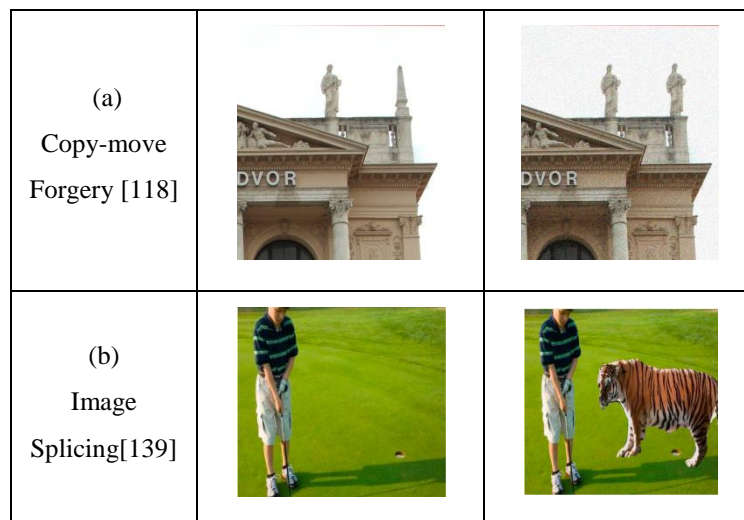 (a)
Copy-move
Forgery [118]
DVOR
DVOR
(b)
Image
Splicing[139]